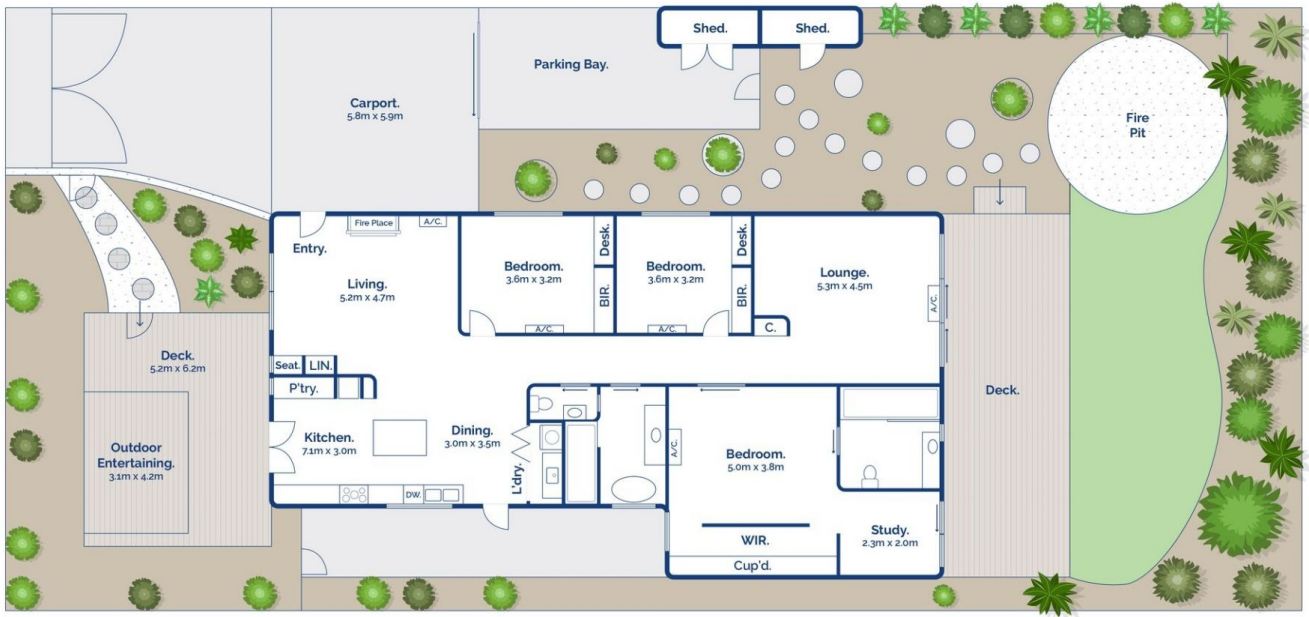 Shed.
Shed.
Parking Bay.
Carport.
5.8m x 5.9m
Fire
Pit
Entry.
Fire Place
A/C.
Living.
5.2m x 4.7m
Bedroom.
3.6m x 3.2m
Desk.
BIR.
A/C.
Bedroom.
3.6m x 3.2m
Desk.
BIR.
A/C.
Lounge.
5.3m x 4.5m
A/C.
C.
Deck.
5.2m x 6.2m
Seat.
LIN.
P'try.
Deck.
Outdoor
Entertaining.
3.1m x 4.2m
Kitchen.
7.1m x 3.0m
Dining.
3.0m x 3.5m
DW.
L'dry.
A/C.
Bedroom.
5.0m x 3.8m
WIR.
Cup'd.
Study.
2.3m x 2.0m